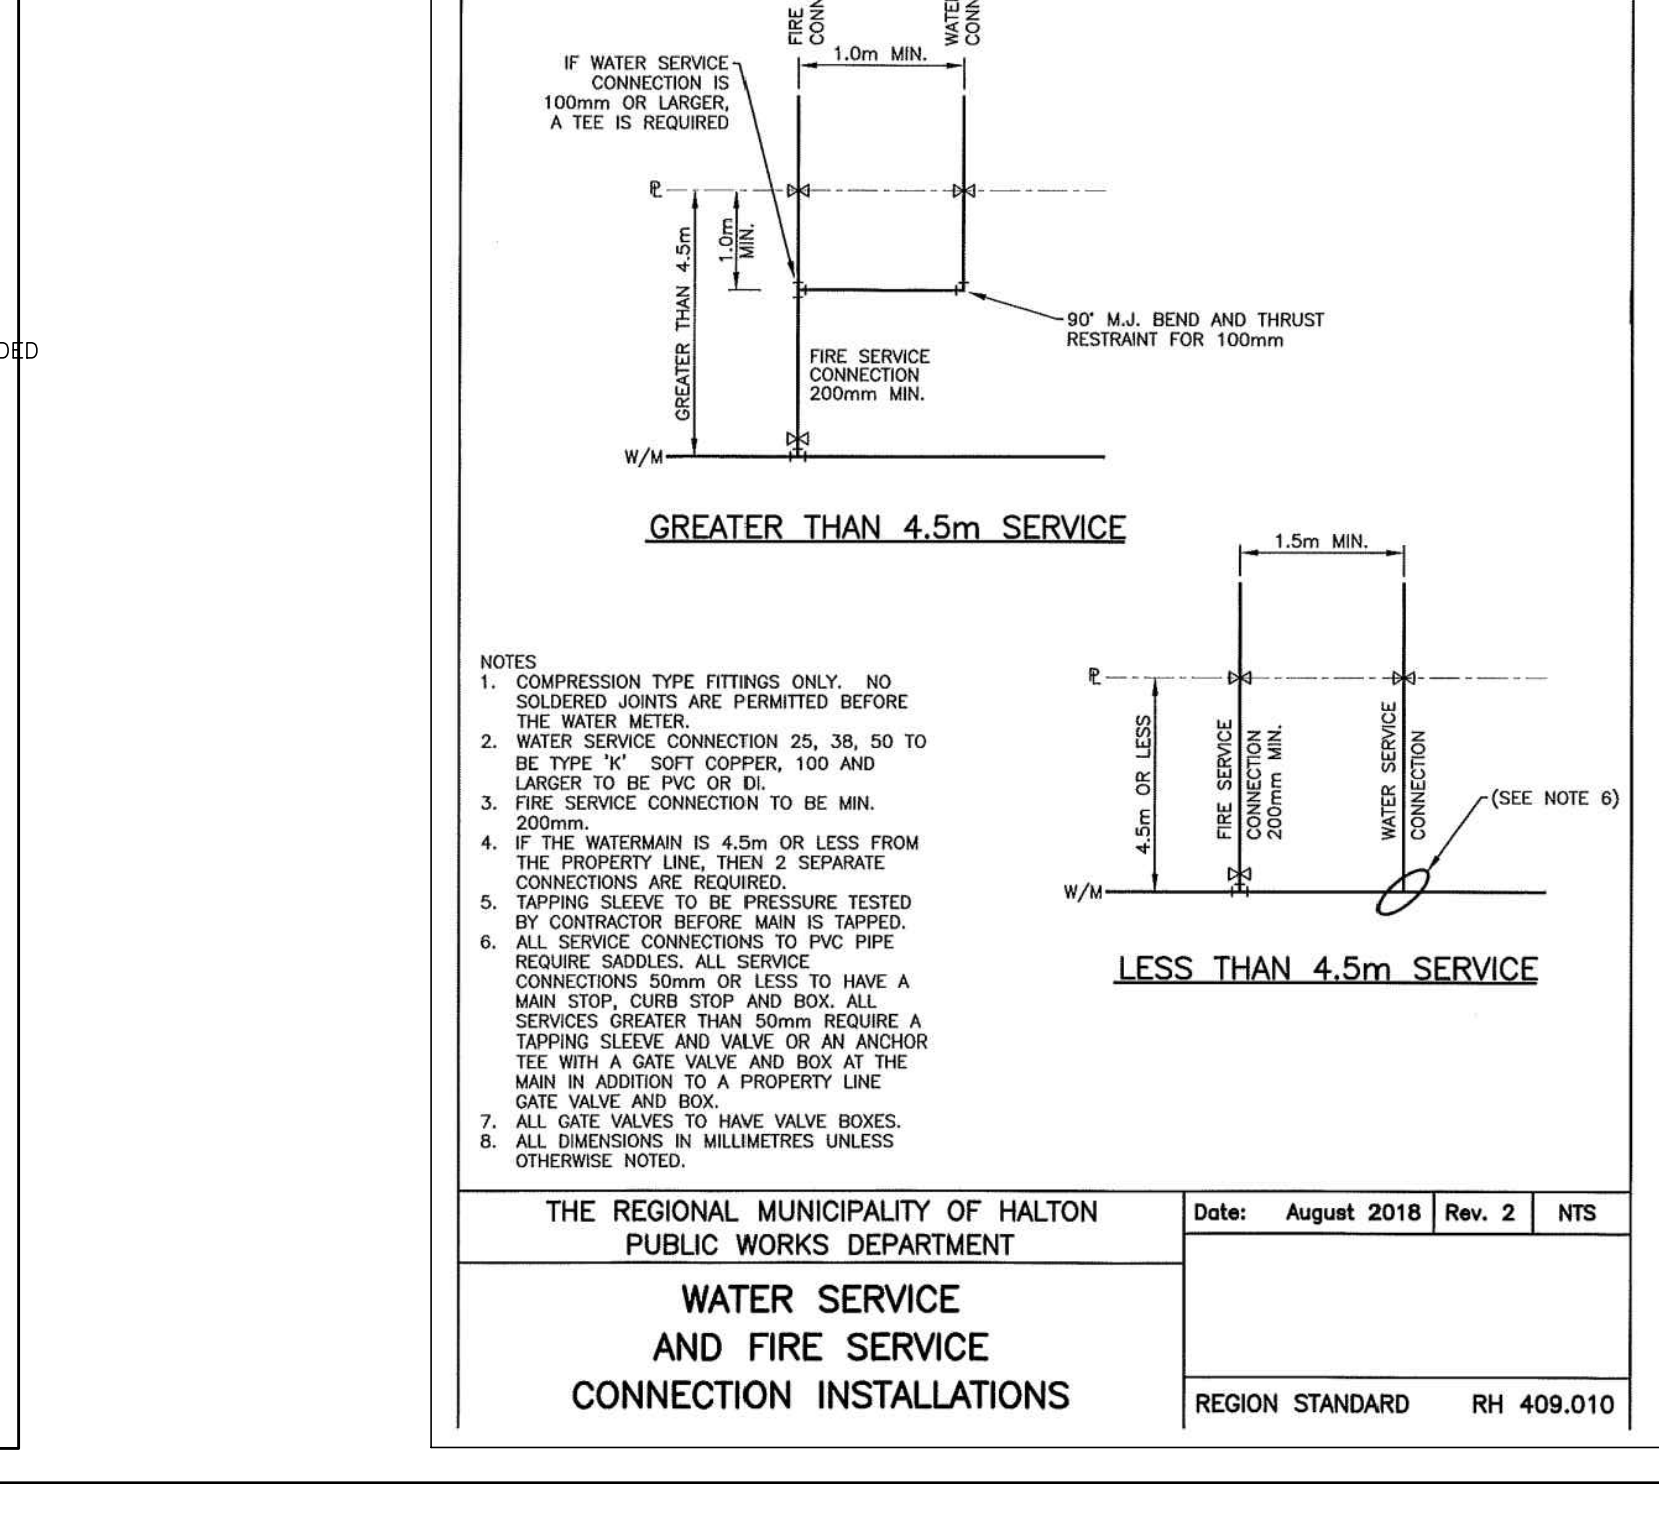 1.0m MIN.
IF WATER SERVICE
CONNECTION IS
100mm OR LARGER,
A TEE IS REQUIRED
FIRE
WATE
CONN
CONN
℄
GREATER THAN 4.5m
1.0m
MIN.
90° M.J. BEND AND THRUST
RESTRAINT FOR 100mm
FIRE SERVICE
CONNECTION
200mm MIN.
W/M
GREATER THAN 4.5m SERVICE
1.5m MIN.
4.5m OR LESS
FIRE SERVICE
CONNECTION
200mm MIN.
WATER SERVICE
CONNECTION
(SEE NOTE 6)
W/M
LESS THAN 4.5m SERVICE
NOTES
1. COMPRESSION TYPE FITTINGS ONLY. NO
SOLDERED JOINTS ARE PERMITTED BEFORE
THE WATER METER.
2. WATER SERVICE CONNECTION 25, 38, 50 TO
BE TYPE 'K' SOFT COPPER, 100 AND
LARGER TO BE PVC OR DI.
3. FIRE SERVICE CONNECTION TO BE MIN.
200mm.
4. IF THE WATERMAIN IS 4.5m OR LESS FROM
THE PROPERTY LINE, THEN 2 SEPARATE
CONNECTIONS ARE REQUIRED.
5. TAPPING SLEEVE TO BE PRESSURE TESTED
BY CONTRACTOR BEFORE MAIN IS TAPPED.
6. ALL SERVICE CONNECTIONS TO PVC PIPE
REQUIRE SADDLES. ALL SERVICE
CONNECTIONS 50mm OR LESS TO HAVE A
MAIN STOP, CURB STOP AND BOX. ALL
SERVICES GREATER THAN 50mm REQUIRE A
TAPPING SLEEVE AND VALVE OR AN ANCHOR
TEE WITH A GATE VALVE AND BOX AT THE
MAIN IN ADDITION TO A PROPERTY LINE
GATE VALVE AND BOX.
7. ALL GATE VALVES TO HAVE VALVE BOXES.
8. ALL DIMENSIONS IN MILLIMETRES UNLESS
OTHERWISE NOTED.
THE REGIONAL MUNICIPALITY OF HALTON
PUBLIC WORKS DEPARTMENT
Date: August 2018 Rev. 2 NTS
WATER SERVICE
AND FIRE SERVICE
CONNECTION INSTALLATIONS
REGION STANDARD RH 409.010